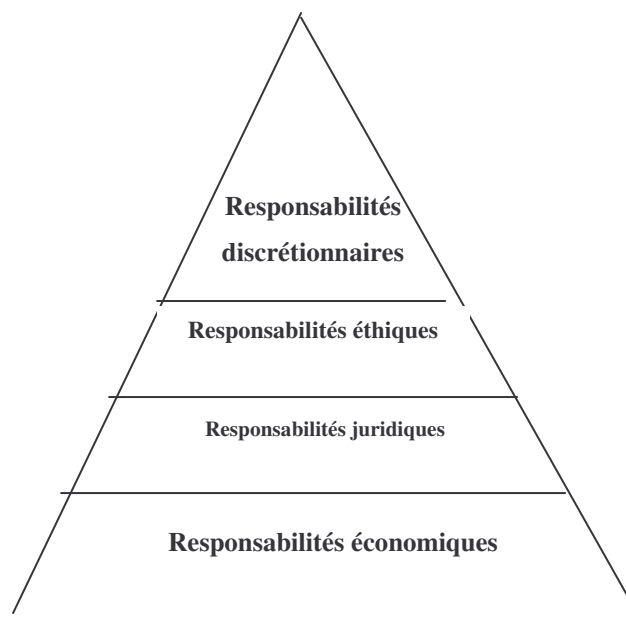 Responsabilités
discrétionnaires
Responsabilités éthiques
Responsabilités juridiques
Responsabilités économiques